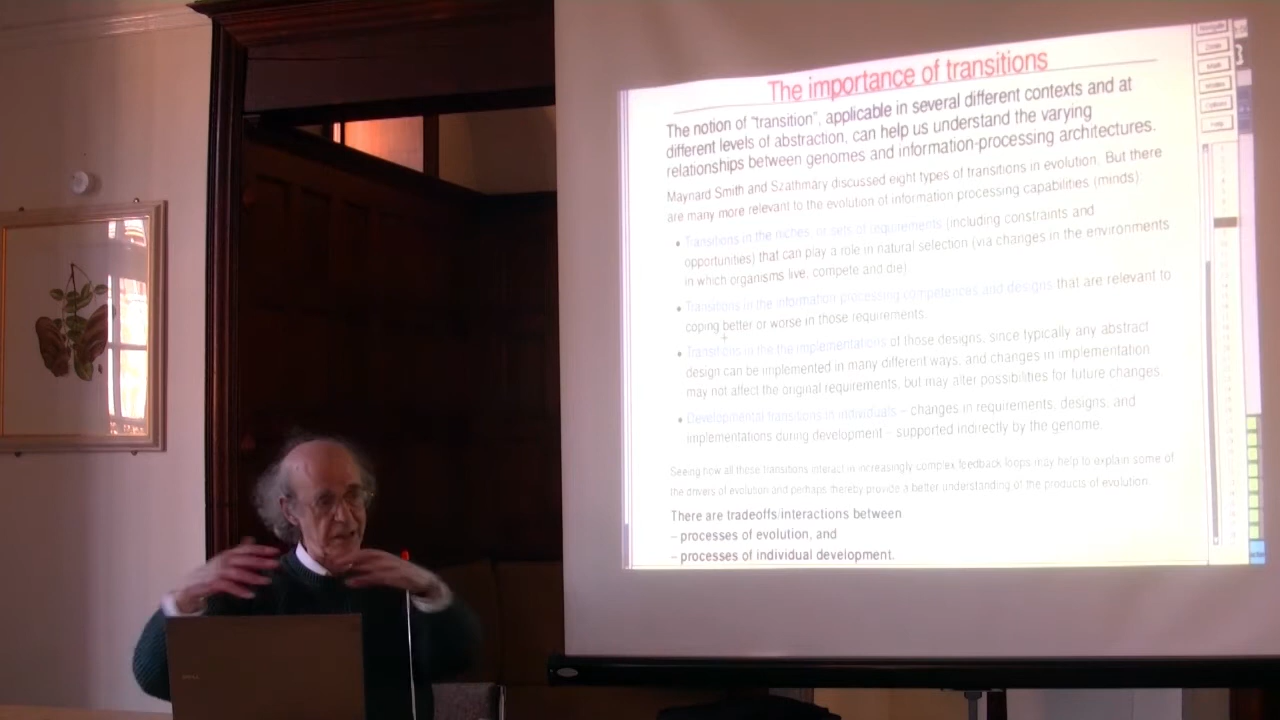 The importance of transitions
The notion of "transition", applicable in several different contexts and at
different levels of abstraction, can help us understand the varying
relationships between genomes and information-processing architectures.
Maynard Smith and Szathmáry discussed eight types of transitions in evolution. But there
are many more relevant to the evolution of information processing capabilities (minds):
• Transitions in the niches or sets of requirements (including constraints and
opportunities) that can play a role in natural selection (via changes in the environments
in which organisms live, compete and die)
• Transitions in the information processing competences and designs that are relevant to
coping better or worse in those requirements.
• Transitions in the the implementations of those designs, since typically any abstract
design can be implemented in many different ways, and changes in implementation
may not affect the original requirements, but may alter possibilities for future changes.
• Developmental transitions in individuals – changes in requirements, designs, and
implementations during development – supported indirectly by the genome.
Seeing how all these transitions interact in increasingly complex feedback loops may help to explain some of
the drivers of evolution and perhaps thereby provide a better understanding of the products of evolution.
There are tradeoffs/interactions between
– processes of evolution, and
– processes of individual development.
DELL